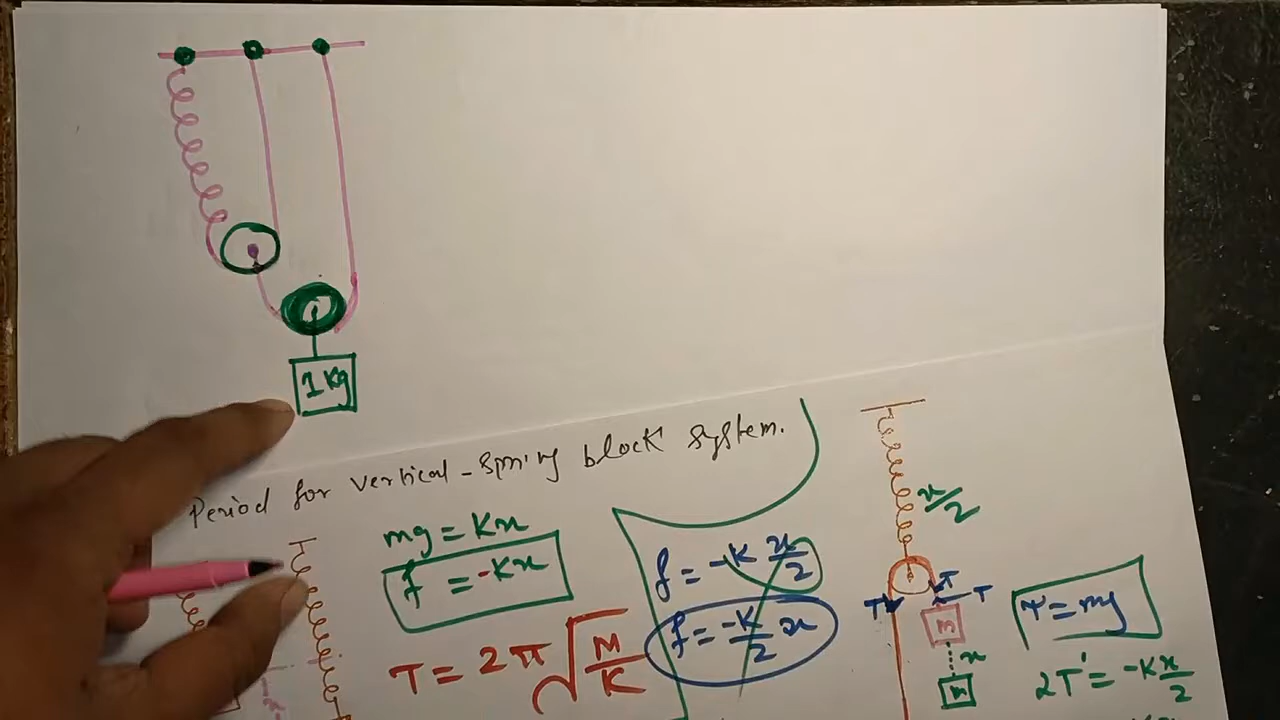 1 Kg
Period for vertical - spring block system.
mg = Kx
f = -Kx
T = 2π √M/K
f = -K x/2
f = -K/2 x
x/2
T
T
T
m
x
m
T = mg
2T' = -K x/2